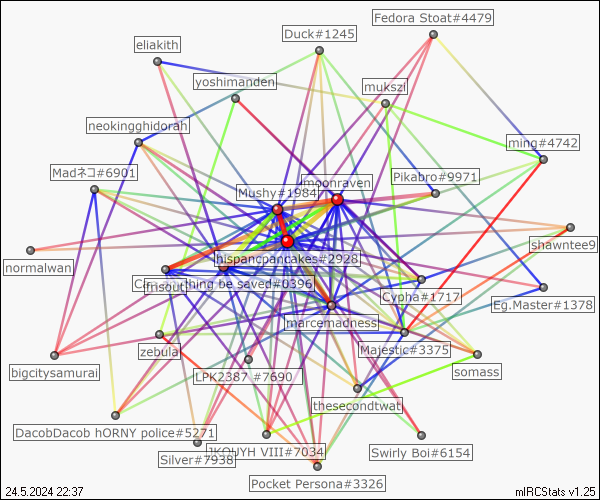 Fedora Stoat#4479
Duck#1245
eliakith
yoshimandeni
mukszi
neokingghidorah
ming#4742
Madネコ#6901
moonraven
Pikabro#9971
Mushy#1984
shawntee9
hispancpancakes#2928
normalwan
thing be saved#0396
Cypha#1717
Eg.Master#1378
marcemadness
zebulai
Majestic#3375
bigcitysamurai
LPK2387 #7690
somass
thesecondtwat
DacobDacob hORNY police#5271
JKOUYH VIII#7034
Swirly Boi#6154
Silver#7938
Pocket Persona#3326
24.5.2024 22:37
mIRCStats v1.25